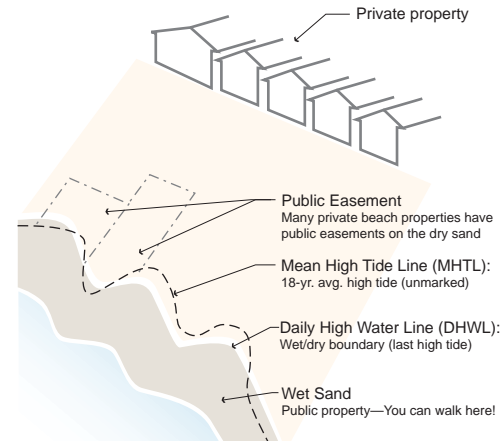 Private property
Public Easement
Many private beach properties have
public easements on the dry sand
Mean High Tide Line (MHTL):
18-yr. avg. high tide (unmarked)
Daily High Water Line (DHWL):
Wet/dry boundary (last high tide)
Wet Sand
Public property—You can walk here!